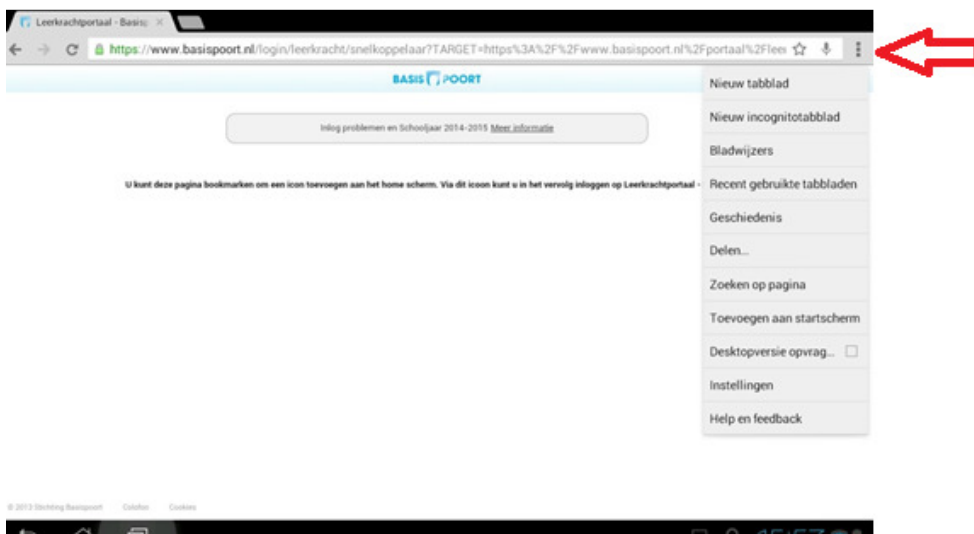 Leerkrachtportaal - Basis
https://www.basispoort.nl/login/leerkracht/snelkoppelaar?TARGET=https%3A%2F%2Fwww.basispoort.nl%2Fportaal%2Flee
BASIS POORT
Inlog problemen en Schooljaar 2014-2015 Meer informatie
U kunt deze pagina bookmarken om een icon toevoegen aan het home scherm. Via dit icoon kunt u in het vervolg inloggen op Leerkrachtportaal -
Nieuw tabblad
Nieuw incognitotabblad
Bladwijzers
Recent gebruikte tabbladen
Geschiedenis
Delen...
Zoeken op pagina
Toevoegen aan startscherm
Desktopversie opvrag...
Instellingen
Help en feedback
© 2013 Stichting Basispoort Colofon Cookies
15:57